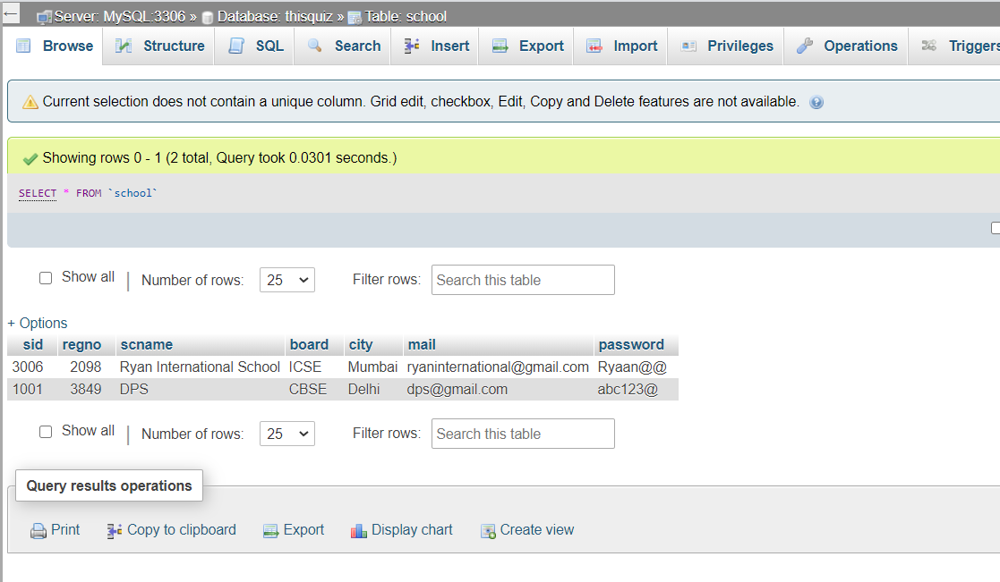 Server: MySQL:3306 » Database: thisquiz » Table: school
Browse Structure SQL Search Insert Export Import Privileges Operations Triggers
Current selection does not contain a unique column. Grid edit, checkbox, Edit, Copy and Delete features are not available.
Showing rows 0 - 1 (2 total, Query took 0.0301 seconds.)
SELECT * FROM `school`
Show all | Number of rows: 25 Filter rows: Search this table
+ Options
sid regno scname board city mail password
3006 2098 Ryan International School ICSE Mumbai ryaninternational@gmail.com Ryaan@@
1001 3849 DPS CBSE Delhi dps@gmail.com abc123@
Show all | Number of rows: 25 Filter rows: Search this table
Query results operations
Print Copy to clipboard Export Display chart Create view